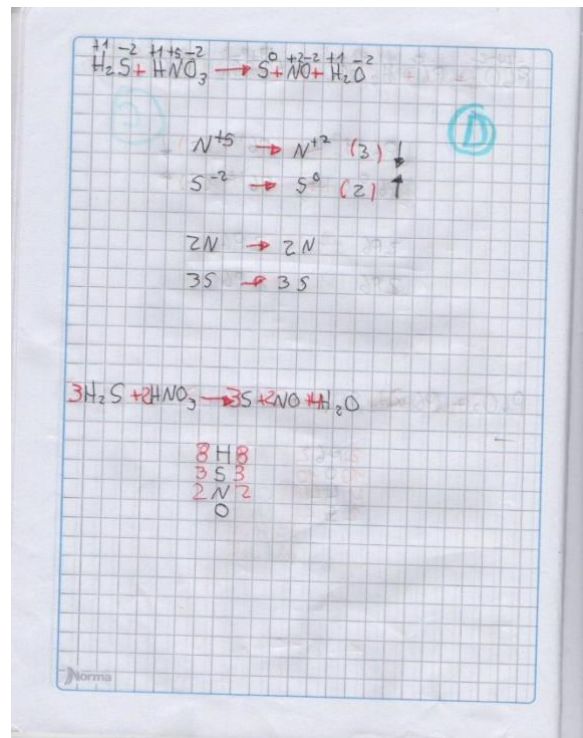 +1 -2 +1+5-2 0 +2-2 +1 -2
H₂S+HNO₃→S+NO+H₂O
①
N⁺⁵ → N⁺² (3) ↓
S⁻² → S⁰ (2) ↑
2N → 2N
3S → 3S
3H₂S +2HNO₃→3S+2NO+4H₂O
8 H 8
3 S 3
2 N 2
O
Norma